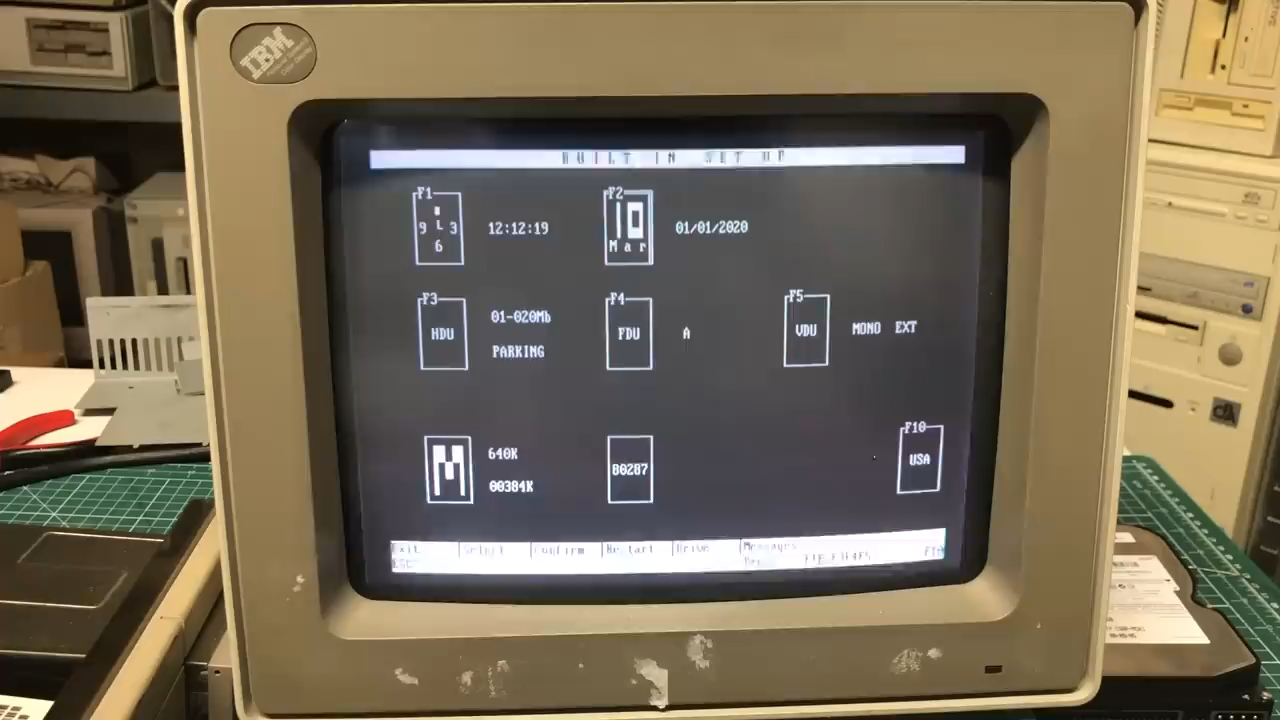 IBM
BUILT IN SET UP
F1
9 3
6
12:12:19
F2
10
Mar
01/01/2020
F3
HDU
01-020Mb
PARKING
F4
FDU
A
F5
VDU
MONO EXT
M
640K
00384K
80287
F10
USA
Exit Select Confirm Restart Drive Messages
ESC